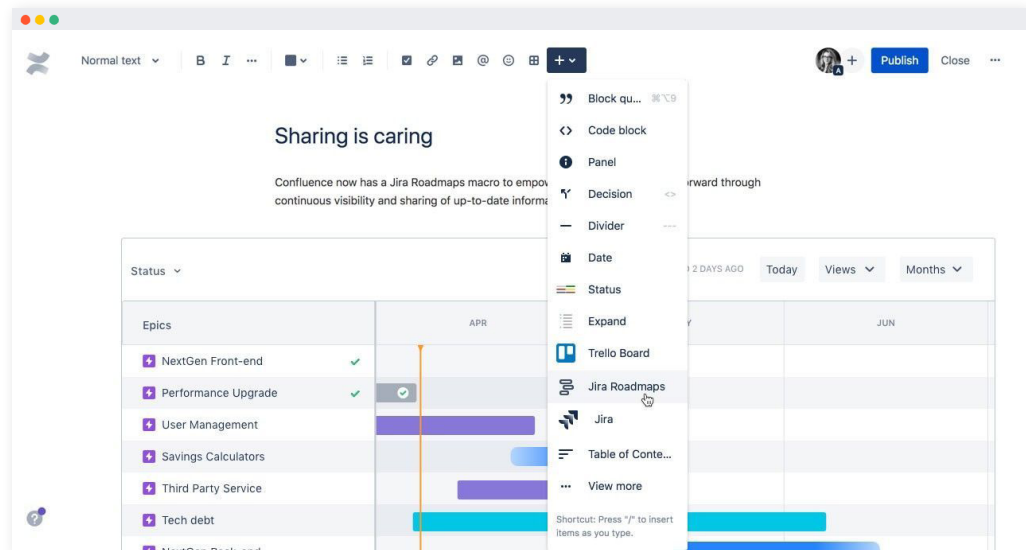 Normal text
B I ...
@
+
A
+
Publish
Close
...
Block qu... ⌘⌥9
Code block
Panel
Decision <>
Divider ---
Date
Status
Expand
Trello Board
Jira Roadmaps
Jira
Table of Conte...
View more
Shortcut: Press "/" to insert
items as you type.
Sharing is caring
Confluence now has a Jira Roadmaps macro to
continuous visibility and sharing of up-to-date
forward through
Status
2 DAYS AGO
Today
Views
Months
Epics
APR
JUN
NextGen Front-end
Performance Upgrade
User Management
Savings Calculators
Third Party Service
Tech debt
?